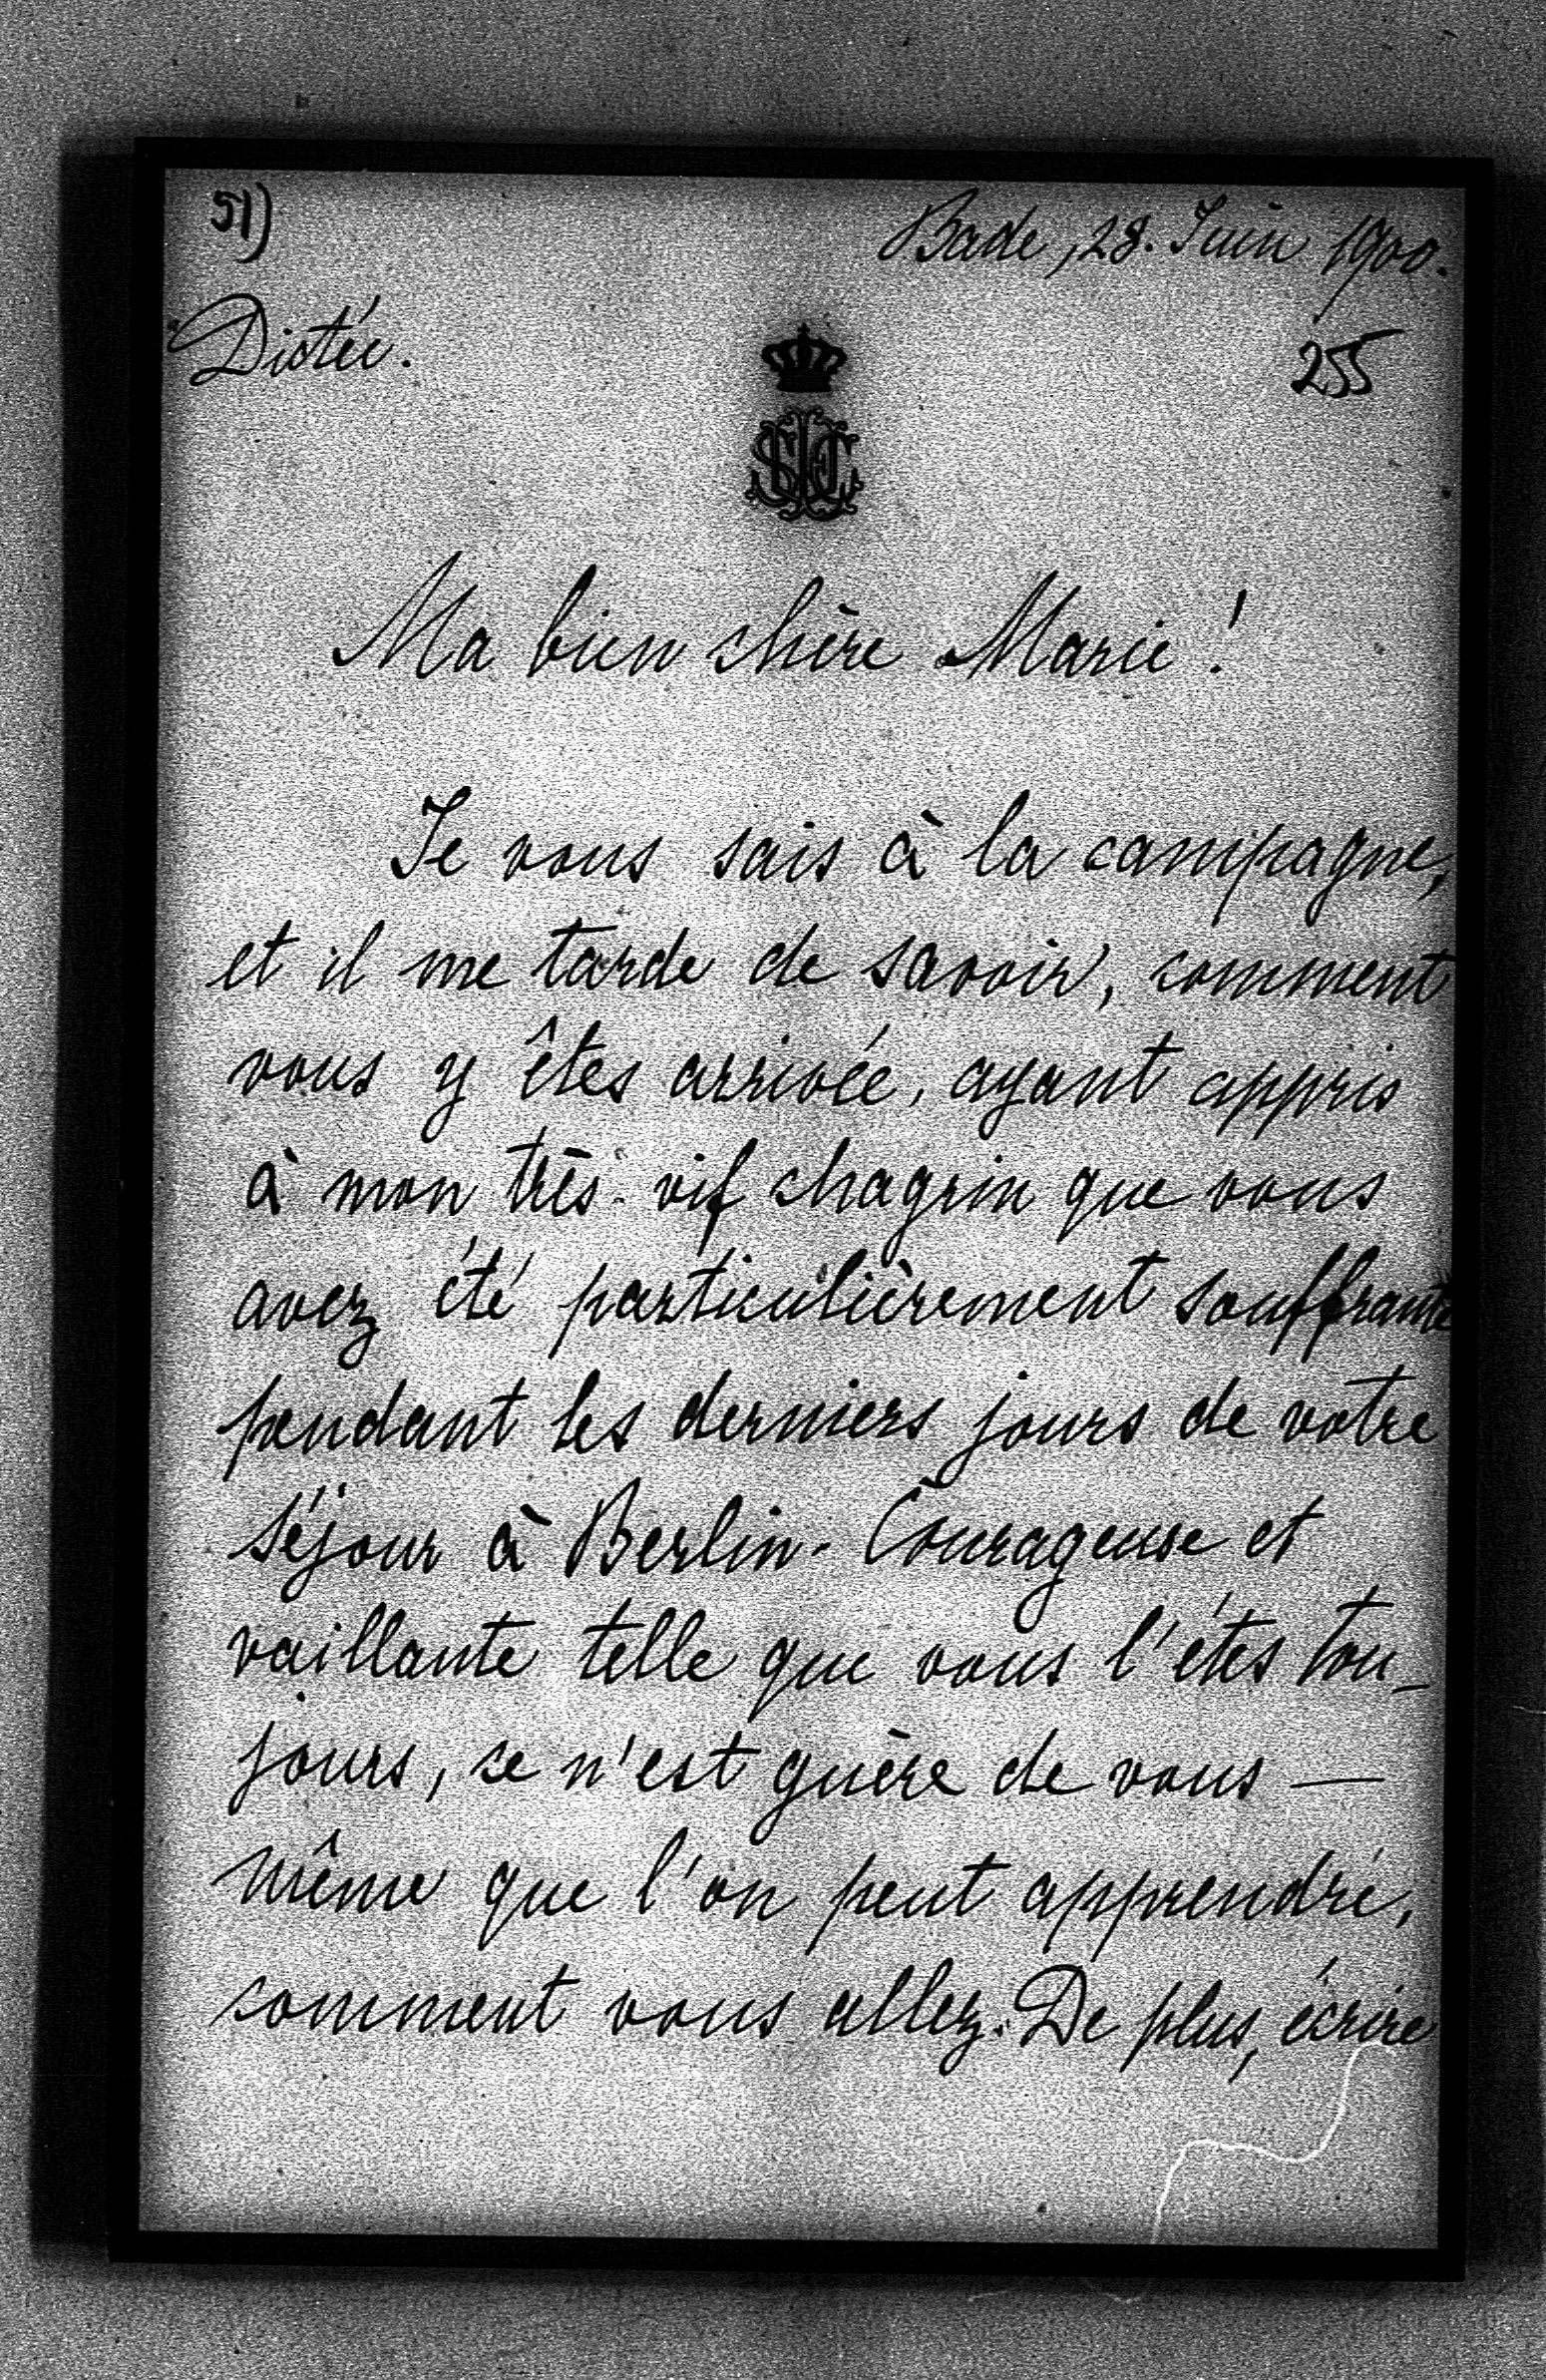 51)
Bade, 28. Juin 1900.
Dictée.
255
Ma bien chère Marie!
Je vous sais à la campagne,
et il me tarde de savoir, comment
vous y êtes arrivée, ayant appris
à mon très-vif chagrin que vous
avez été particulièrement souffrante
pendant les derniers jours de votre
séjour à Berlin. Courageuse et
vaillante telle que vous l'étes tou-
jours, ce n'est guère de vous —
même que l'on peut apprendre,
comment vous allez. De plus, écrire